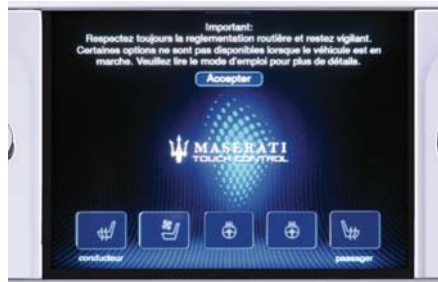 Important:
Respectez toujours la reglementation routière et restez vigilant.
Certaines options ne sont pas disponibles lorsque le véhicule est en
marche. Veuillez lire le mode d'emploi pour plus de détails.
Accepter
MASERATI
TOUCH CONTROL
conducteur passager